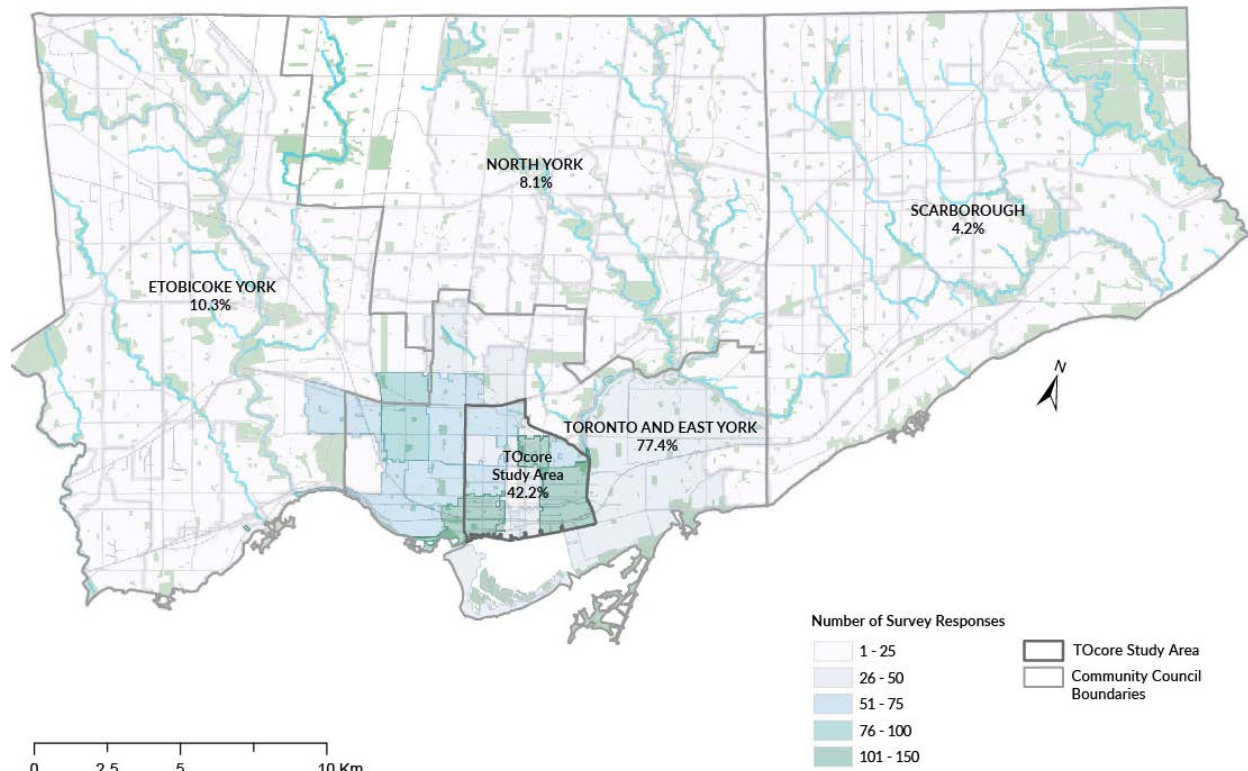 NORTH YORK
8.1%
SCARBOROUGH
4.2%
ETOBICOKE YORK
10.3%
N
TORONTO AND EAST YORK
77.4%
TOcore
Study Area
42.2%
Number of Survey Responses
1 - 25
26 - 50
51 - 75
76 - 100
101 - 150
TOcore Study Area
Community Council
Boundaries
0 2.5 5 10 Km